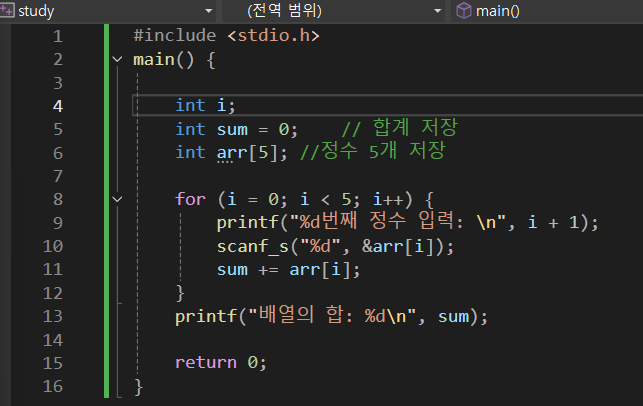 study (전역 범위) main()
1 #include <stdio.h>
2 main() {
3
4 int i;
5 int sum = 0; // 합계 저장
6 int arr[5]; //정수 5개 저장
7
8 for (i = 0; i < 5; i++) {
9 printf("%d번째 정수 입력: \n", i + 1);
10 scanf_s("%d", &arr[i]);
11 sum += arr[i];
12 }
13 printf("배열의 합: %d\n", sum);
14
15 return 0;
16 }